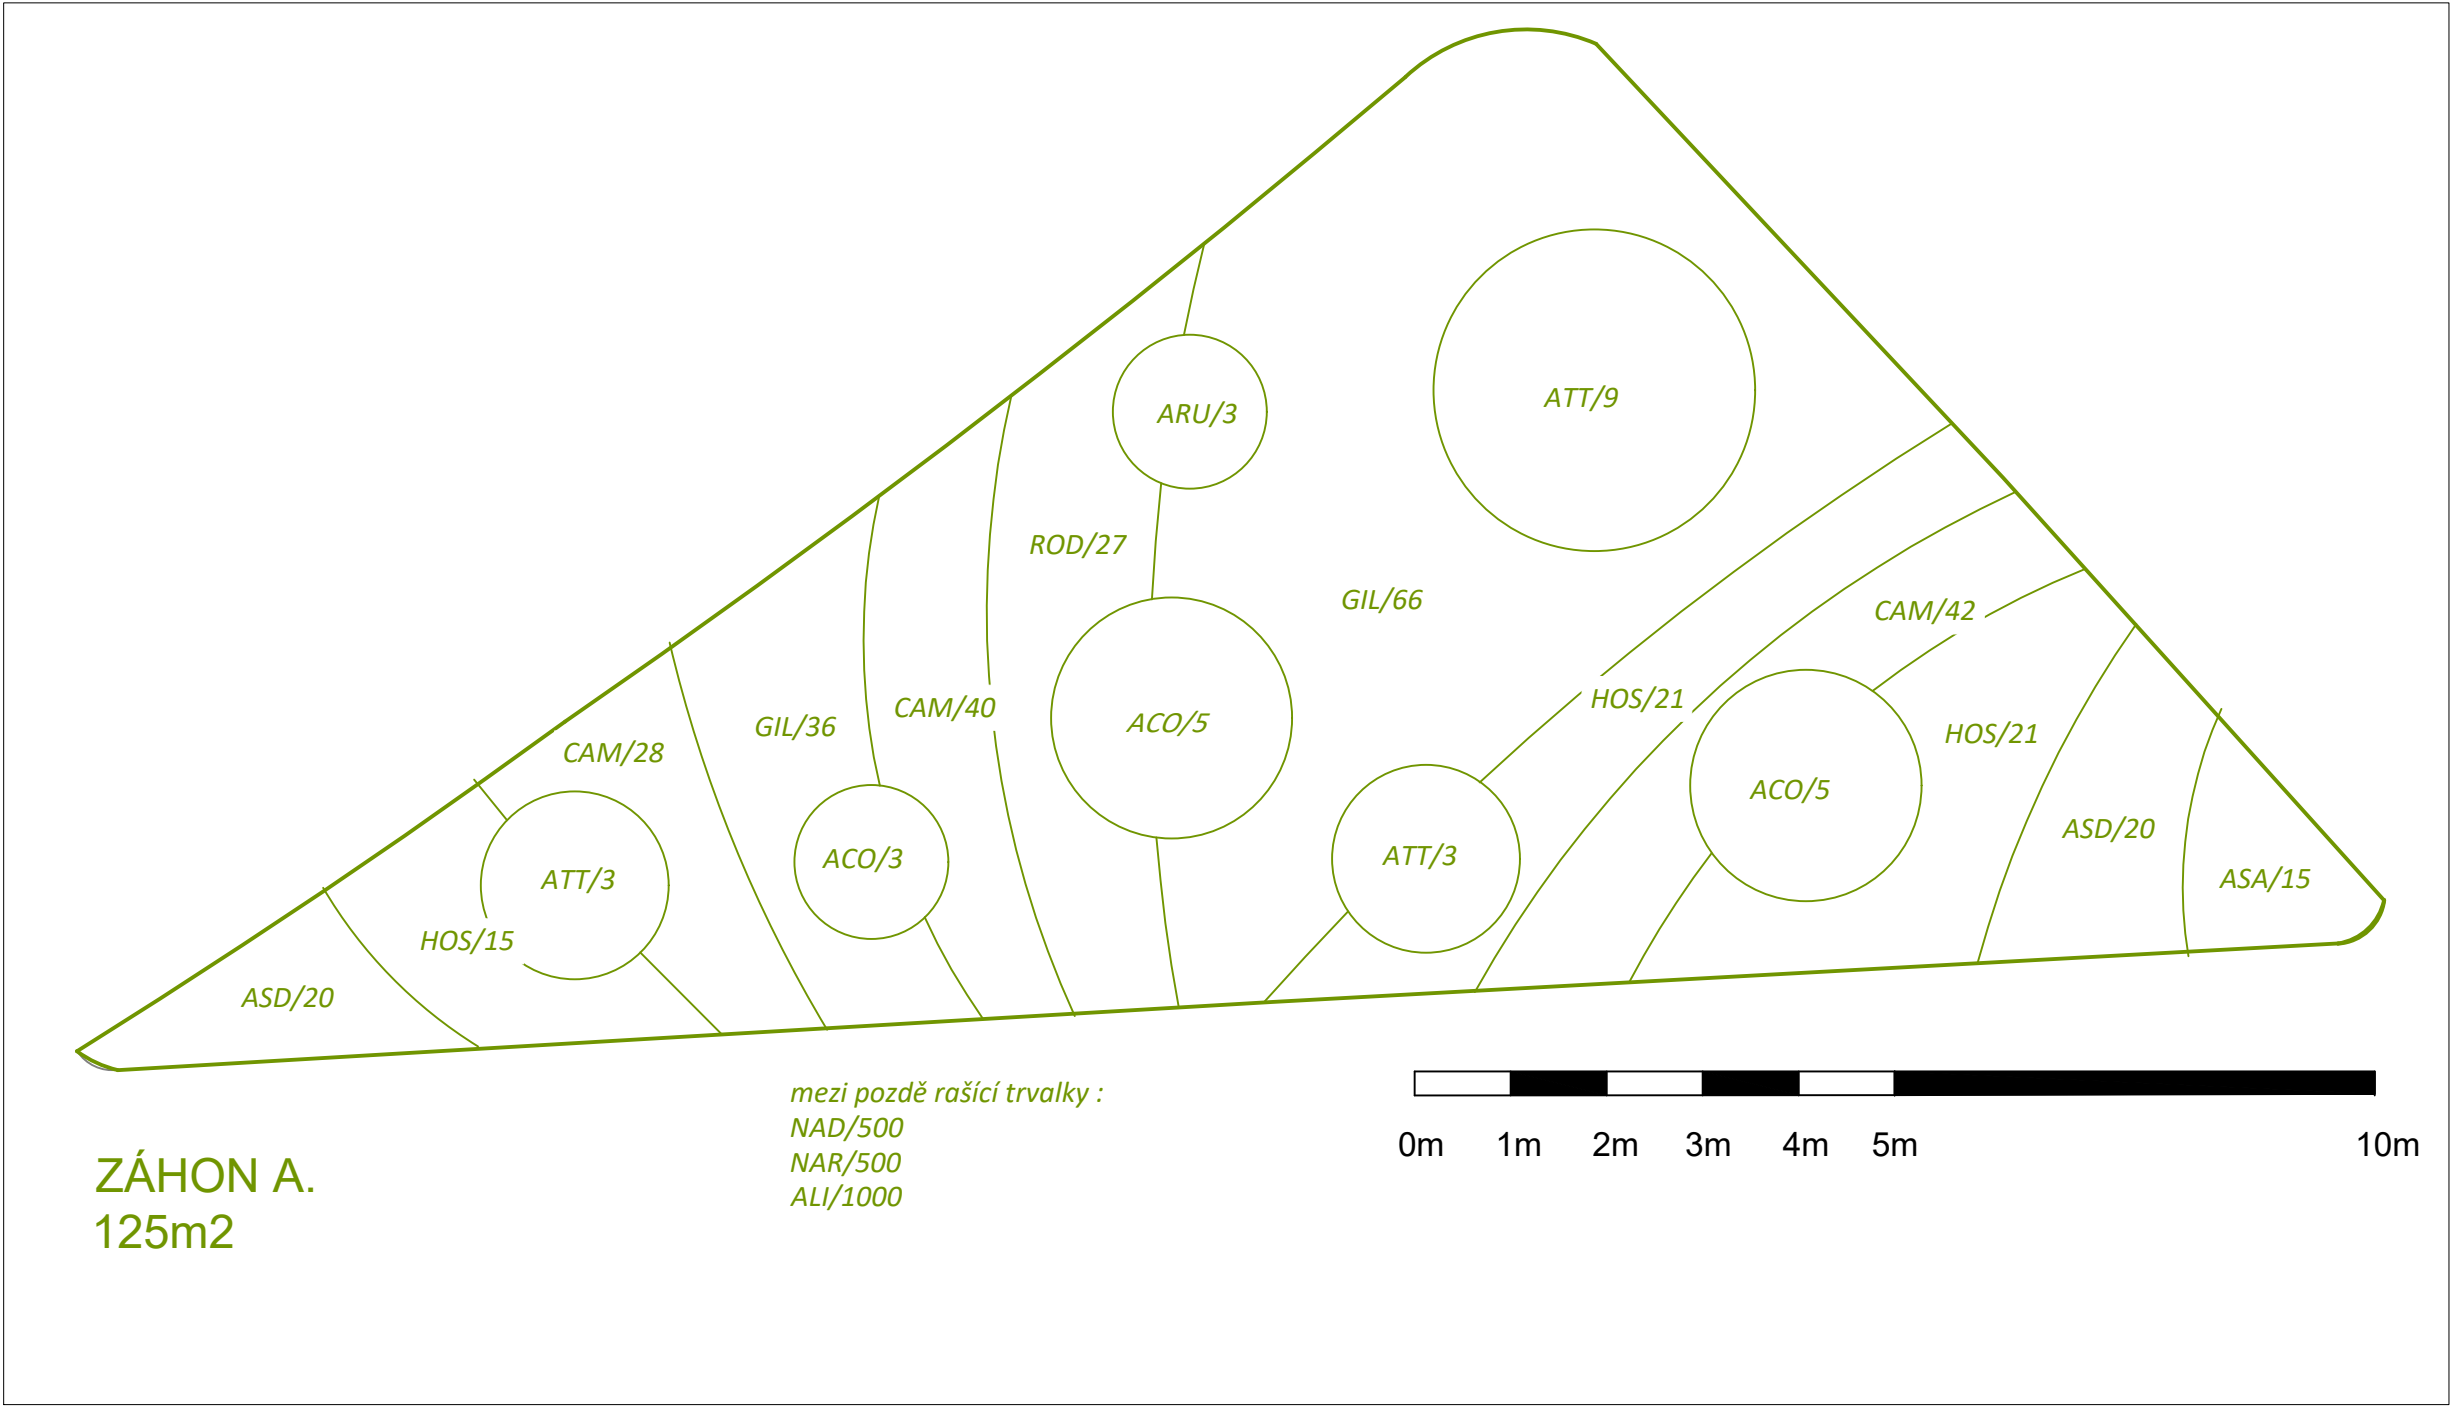 ARU/3
ATT/9
ROD/27
GIL/66
CAM/42
HOS/21
CAM/40
ACO/5
GIL/36
HOS/21
CAM/28
ACO/5
ASD/20
ACO/3
ATT/3
ATT/3
ASA/15
HOS/15
ASD/20
mezi pozdě rašící trvalky :
NAD/500
NAR/500
ALI/1000
0m 1m 2m 3m 4m 5m 10m
ZÁHON A.
125m2